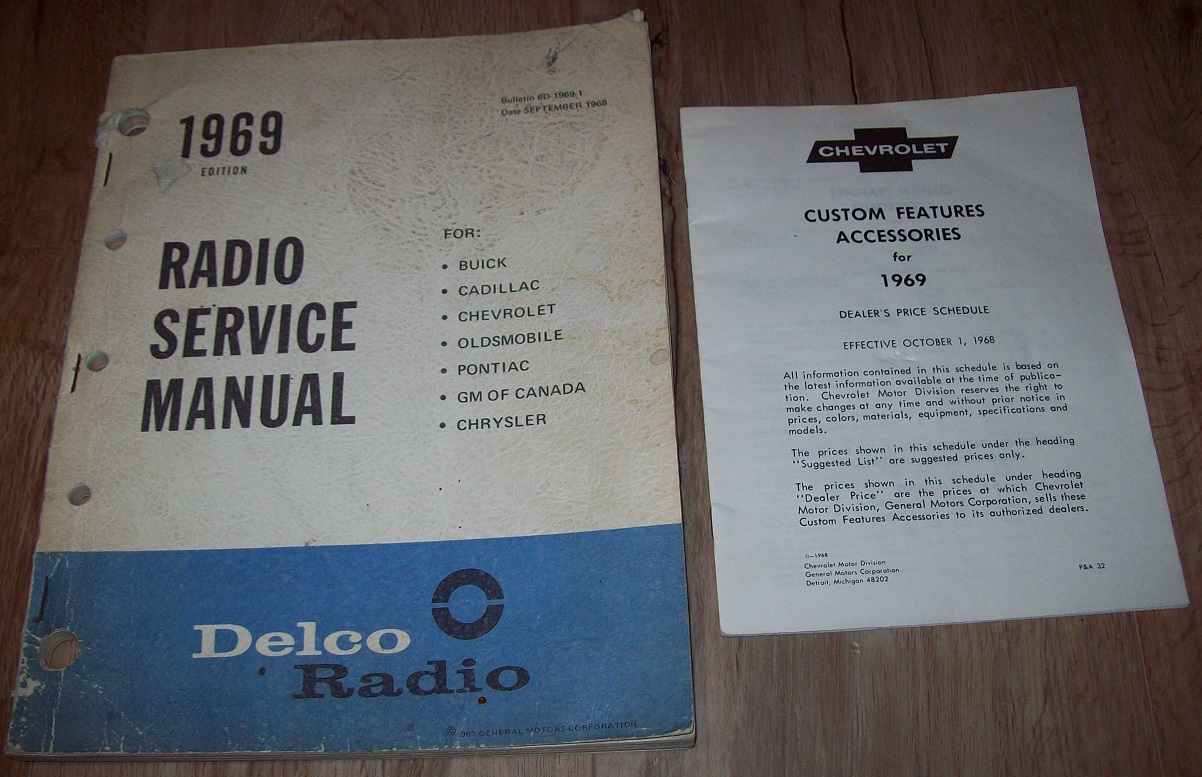 Bulletin 6D-1969-1
Date SEPTEMBER 1968
1969
EDITION
RADIO
SERVICE
MANUAL
FOR:
• BUICK
• CADILLAC
• CHEVROLET
• OLDSMOBILE
• PONTIAC
• GM OF CANADA
• CHRYSLER
Delco
Radio
© GENERAL MOTORS CORPORATION
CHEVROLET
CUSTOM FEATURES
ACCESSORIES
for
1969
DEALER'S PRICE SCHEDULE
EFFECTIVE OCTOBER 1, 1968
All information contained in this schedule is based on
the latest information available at the time of publica-
tion. Chevrolet Motor Division reserves the right to
make changes at any time and without prior notice in
prices, colors, materials, equipment, specifications and
models.
The prices shown in this schedule under the heading
"Suggested List" are suggested prices only.
The prices shown in this schedule under heading
"Dealer Price" are the prices at which Chevrolet
Motor Division, General Motors Corporation, sells these
Custom Features Accessories to its authorized dealers.
©—1968
Chevrolet Motor Division
General Motors Corporation
Detroit, Michigan 48202
P&A 32